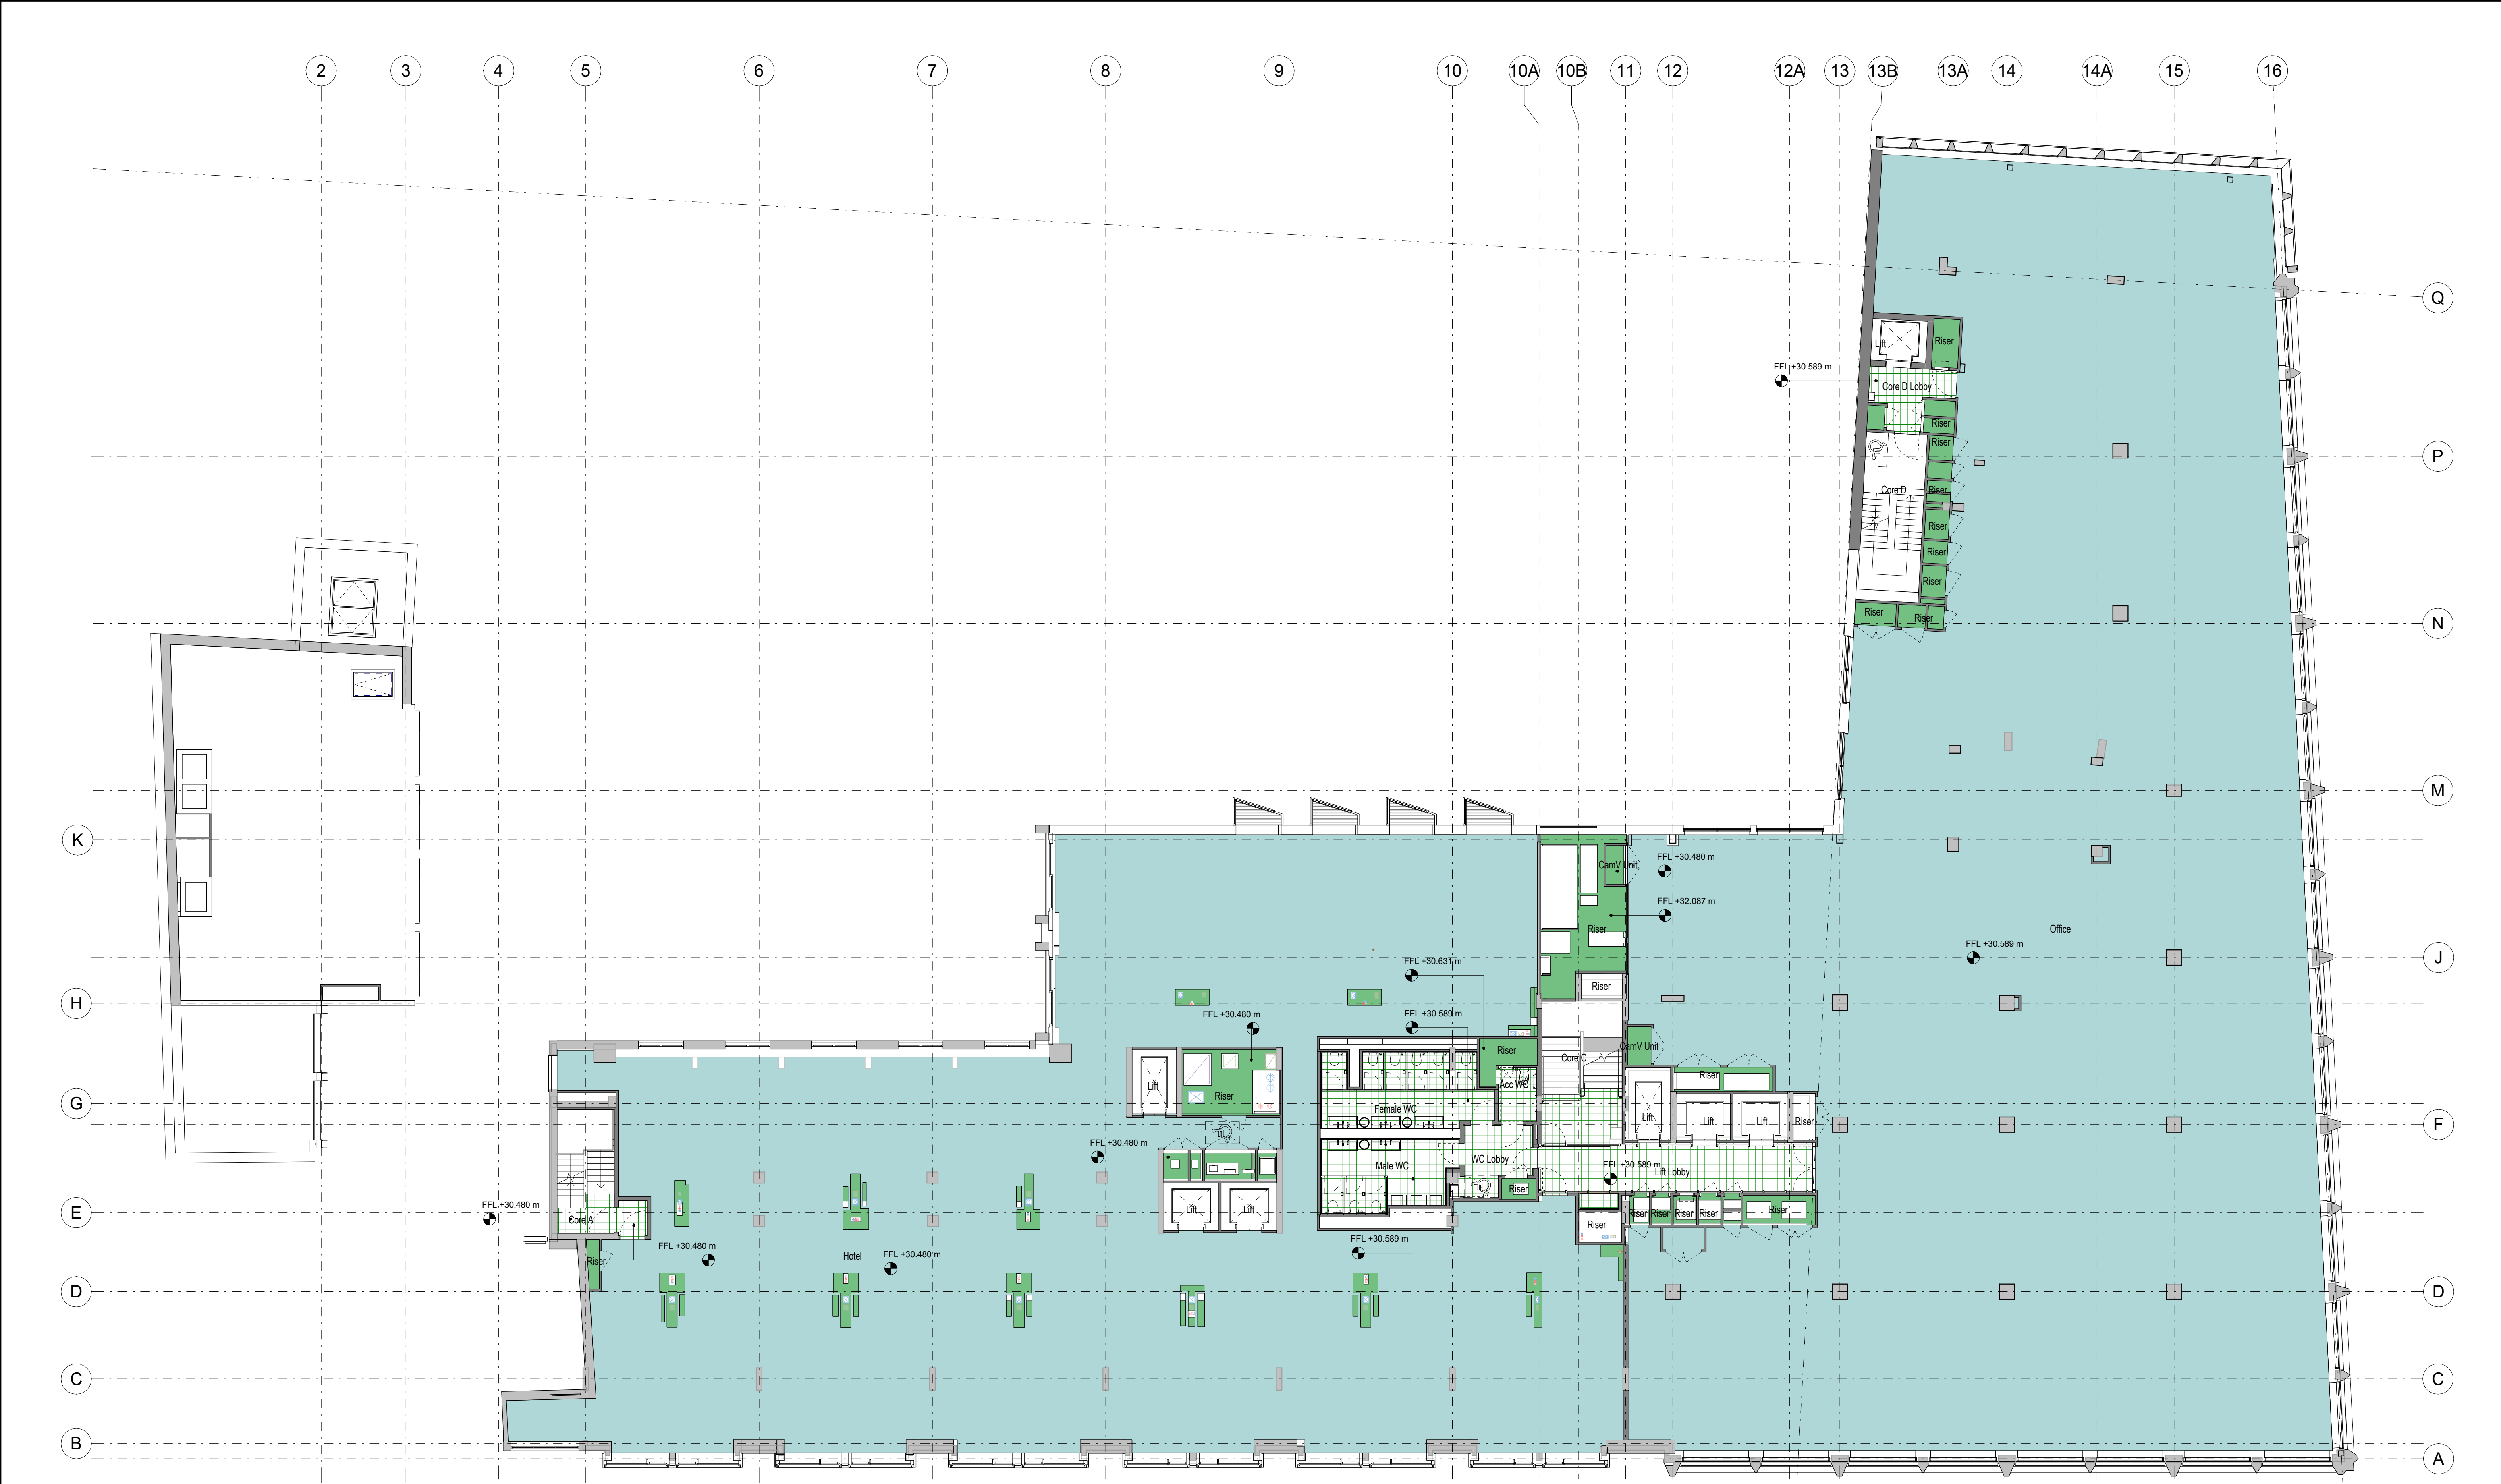 2 3 4 5 6 7 8 9 10 10A 10B 11 12 12A 13 13B 13A 14 14A 15 16
Q
Riser
Lift
FFL +30.589 m
Core D Lobby
Riser
Riser
P
P
Core D
Riser
Riser
Riser
Riser
Riser
Riser
N
M
K
FFL +30.480 m
CamV Unit
FFL +32.087 m
Riser
Office
FFL +30.589 m
J
FFL +30.631 m
Riser
H
FFL +30.480 m
FFL +30.589 m
CamV Unit
Riser
Core C
Riser
Lift
Acc WC
Riser
G
Female WC
Lift
Lift
Lift
Riser
F
FFL +30.480 m
WC Lobby
Male WC
FFL +30.589 m
Lift Lobby
Riser
FFL +30.480 m
Core A
E
Lift
Lift
Riser
Riser
Riser
Riser
Riser
Riser
FFL +30.589 m
FFL +30.480 m
Hotel
FFL +30.480 m
Riser
D
D
C
C
B
A